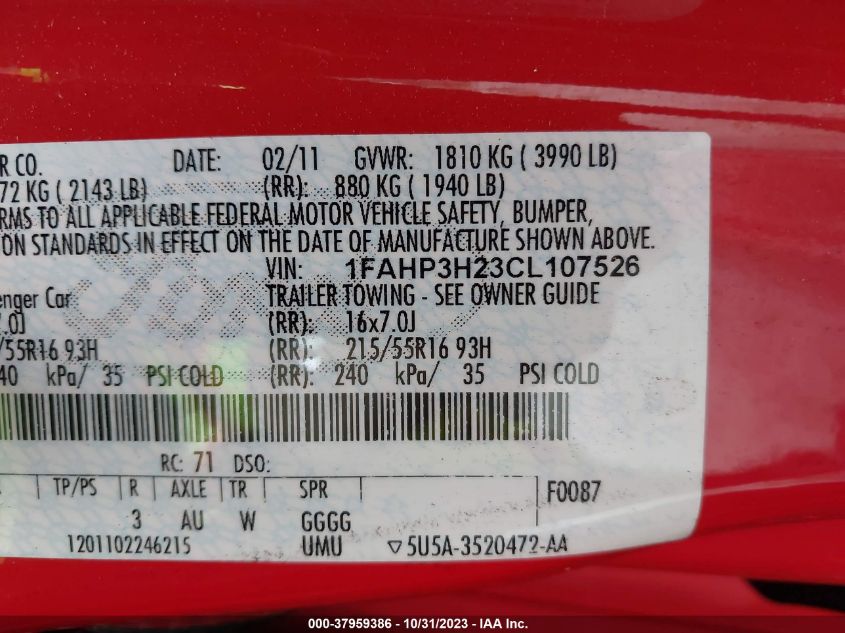 R CO. DATE: 02/11 GVWR: 1810 KG ( 3990 LB)
72 KG ( 2143 LB) (RR): 880 KG ( 1940 LB)
RMS TO ALL APPLICABLE FEDERAL MOTOR VEHICLE SAFETY, BUMPER,
ON STANDARDS IN EFFECT ON THE DATE OF MANUFACTURE SHOWN ABOVE.
VIN: 1FAHP3H23CL107526
enger Car TRAILER TOWING - SEE OWNER GUIDE
7.0J (RR): 16x7.0J
/55R16 93H (RR): 215/55R16 93H
40 kPa/ 35 PSI COLD (RR): 240 kPa/ 35 PSI COLD
RC: 71 DSO:
TP/PS R AXLE TR SPR F0087
3 AU W GGGG
1201102246215 UMU ▽5U5A-3520472-AA
000-37959386 - 10/31/2023 - IAA Inc.